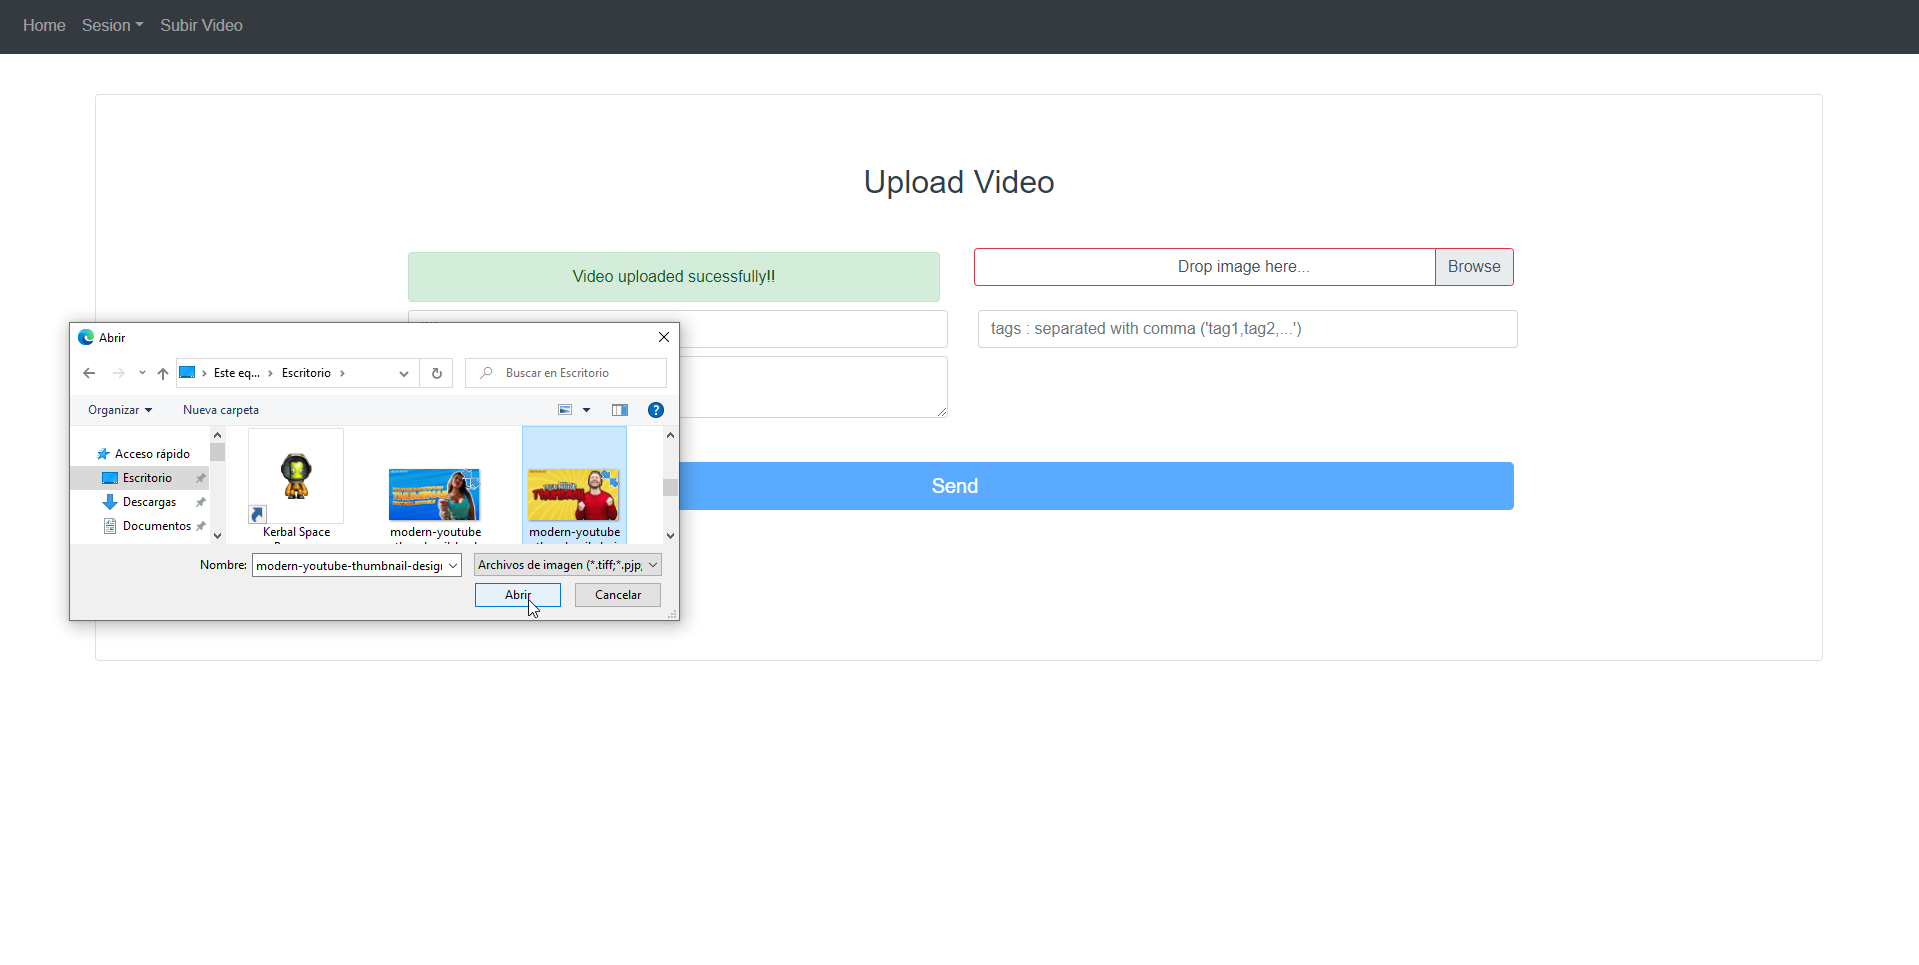 Home Sesion Subir Video
Upload Video
Video uploaded sucessfully!!
Drop image here... Browse
tags : separated with comma ('tag1,tag2,...')
Abrir
Este eq... Escritorio
Buscar en Escritorio
Organizar Nueva carpeta
Acceso rápido
Escritorio
Descargas
Documentos
Kerbal Space
modern-youtube
modern-youtube
THUMBNAIL
Nombre: modern-youtube-thumbnail-desig
Archivos de imagen (*.tiff;*.pjp;
Abrir Cancelar
Send